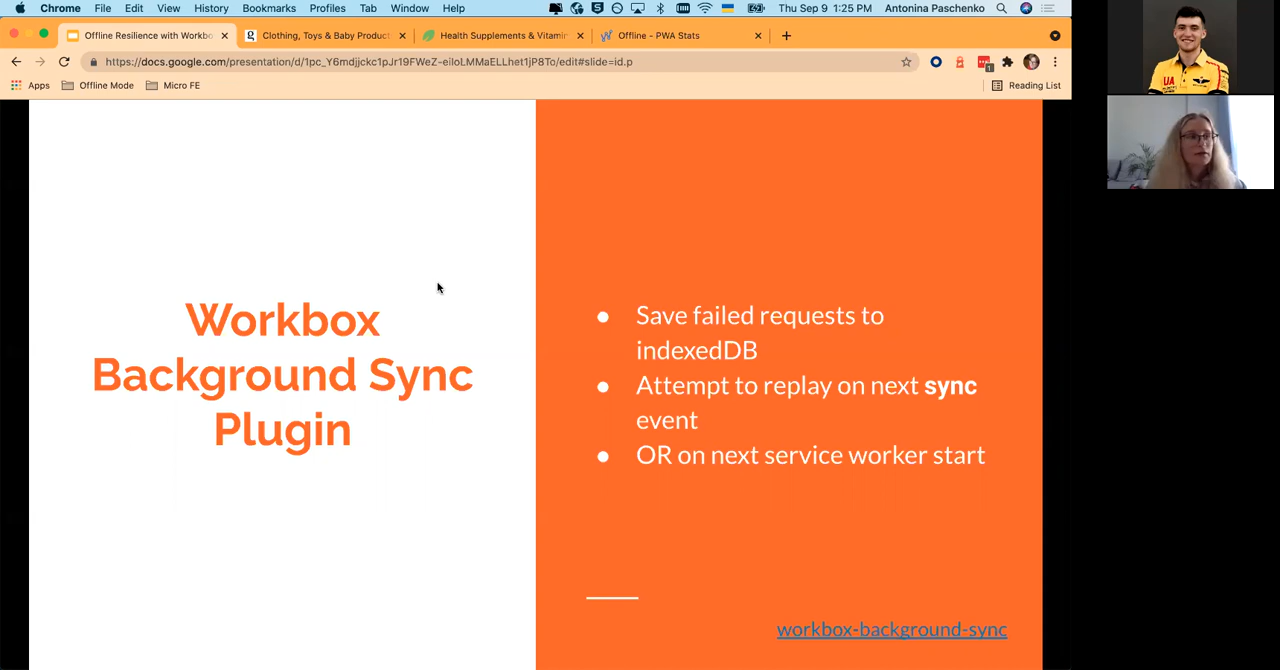 Chrome File Edit View History Bookmarks Profiles Tab Window Help Thu Sep 9 1:25 PM Antonina Paschenko
Offline Resilience with Workbo Clothing, Toys & Baby Product Health Supplements & Vitamin Offline - PWA Stats
https://docs.google.com/presentation/d/1pc_Y6mdjjckc1pJr19FWeZ-eiloLMMaELLhet1jP8To/edit#slide=id.p
Apps Offline Mode Micro FE Reading List
Workbox
Background Sync
Plugin
● Save failed requests to
indexedDB
● Attempt to replay on next sync
event
● OR on next service worker start
workbox-background-sync
UA